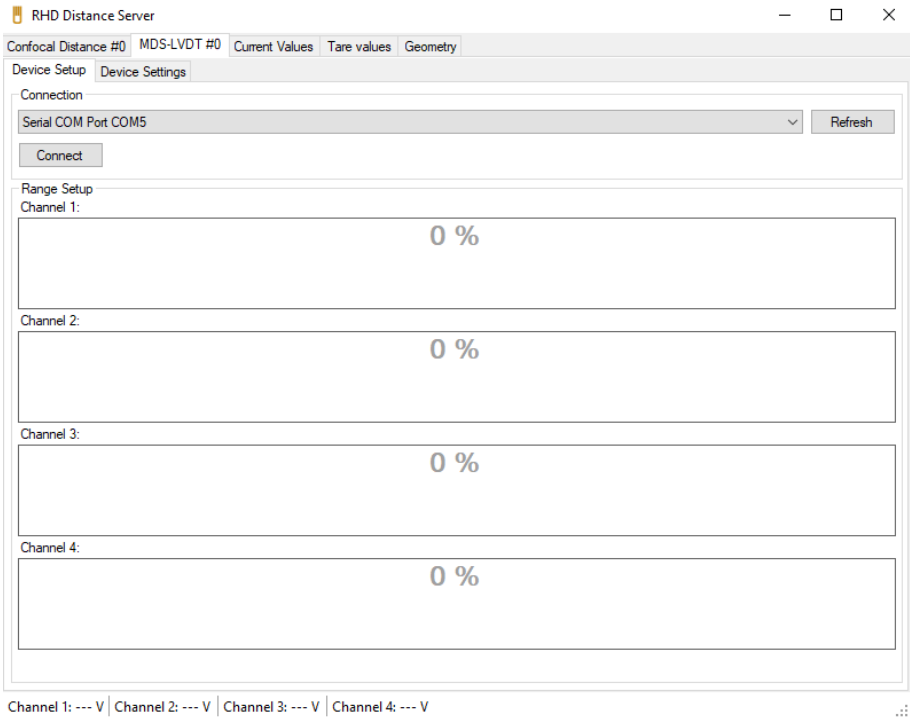 RHD Distance Server
Confocal Distance #0 MDS-LVDT #0 Current Values Tare values Geometry
Device Setup Device Settings
Connection
Serial COM Port COM5 Refresh
Connect
Range Setup
Channel 1:
0 %
Channel 2:
0 %
Channel 3:
0 %
Channel 4:
0 %
Channel 1: --- V Channel 2: --- V Channel 3: --- V Channel 4: --- V